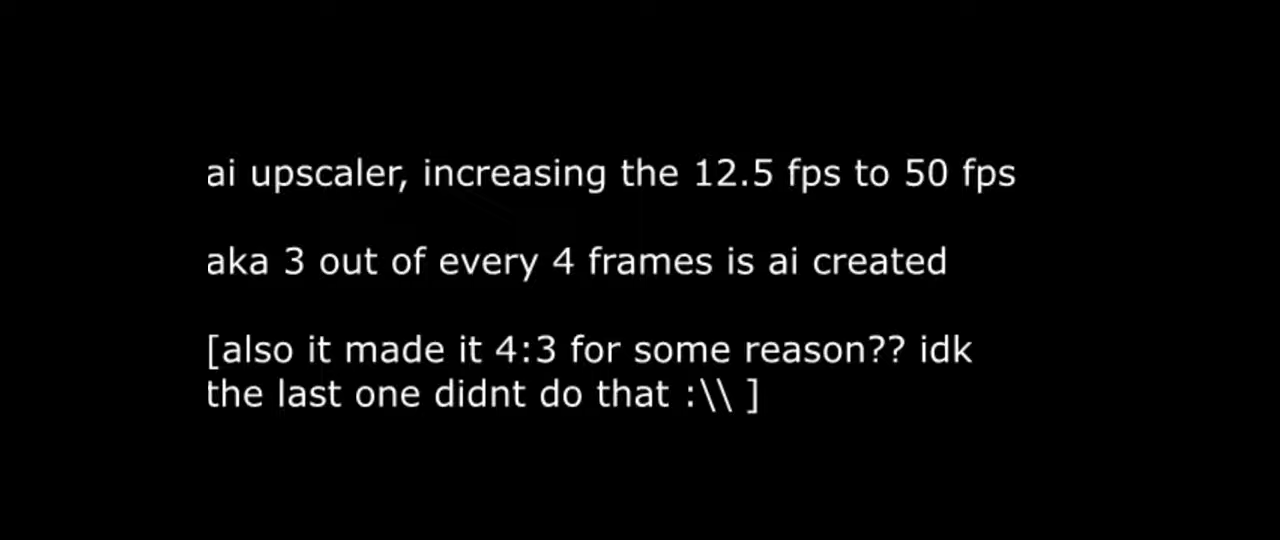 ai upscaler, increasing the 12.5 fps to 50 fps
aka 3 out of every 4 frames is ai created
[also it made it 4:3 for some reason?? idk
the last one didnt do that :\\ ]